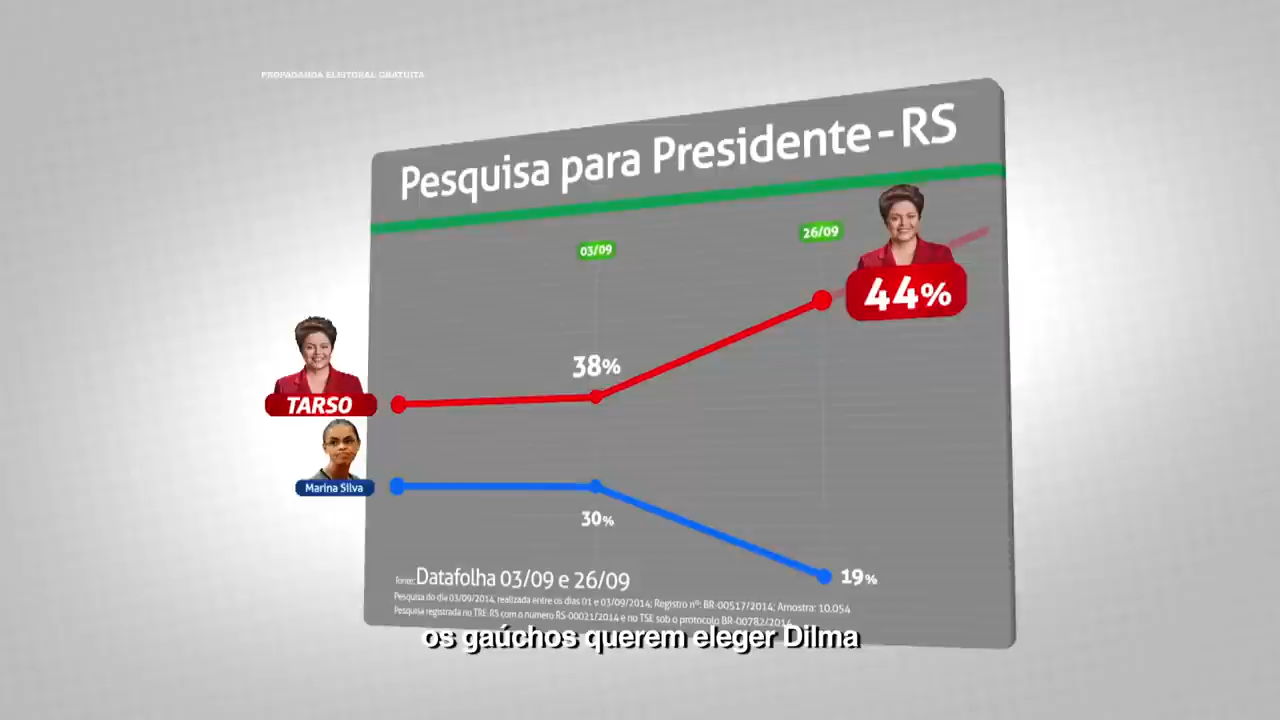 PROPAGANDA ELEITORAL GRATUITA
Pesquisa para Presidente - RS
03/09
26/09
44%
38%
TARSO
Marina Silva
30%
19%
fonte: Datafolha 03/09 e 26/09
Pesquisa do dia 03/09/2014, realizada entre os dias 01 e 03/09/2014; Registro nº: BR-00517/2014; Amostra: 10.054
Pesquisa registrada no TRE-RS com o número RS-00021/2014 e no TSE sob o protocolo BR-00782/2014
os gaúchos querem eleger Dilma